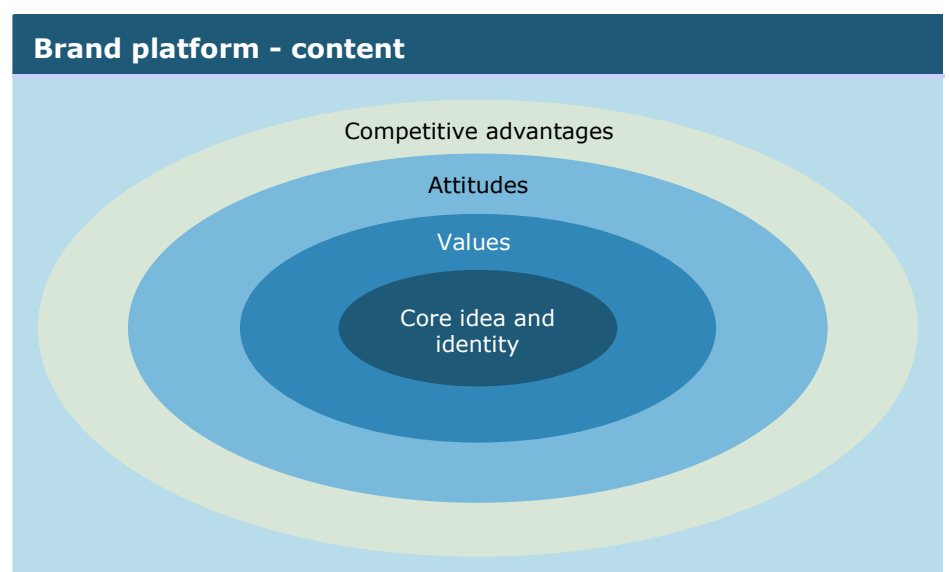 Brand platform - content
Competitive advantages
Attitudes
Values
Core idea and
identity